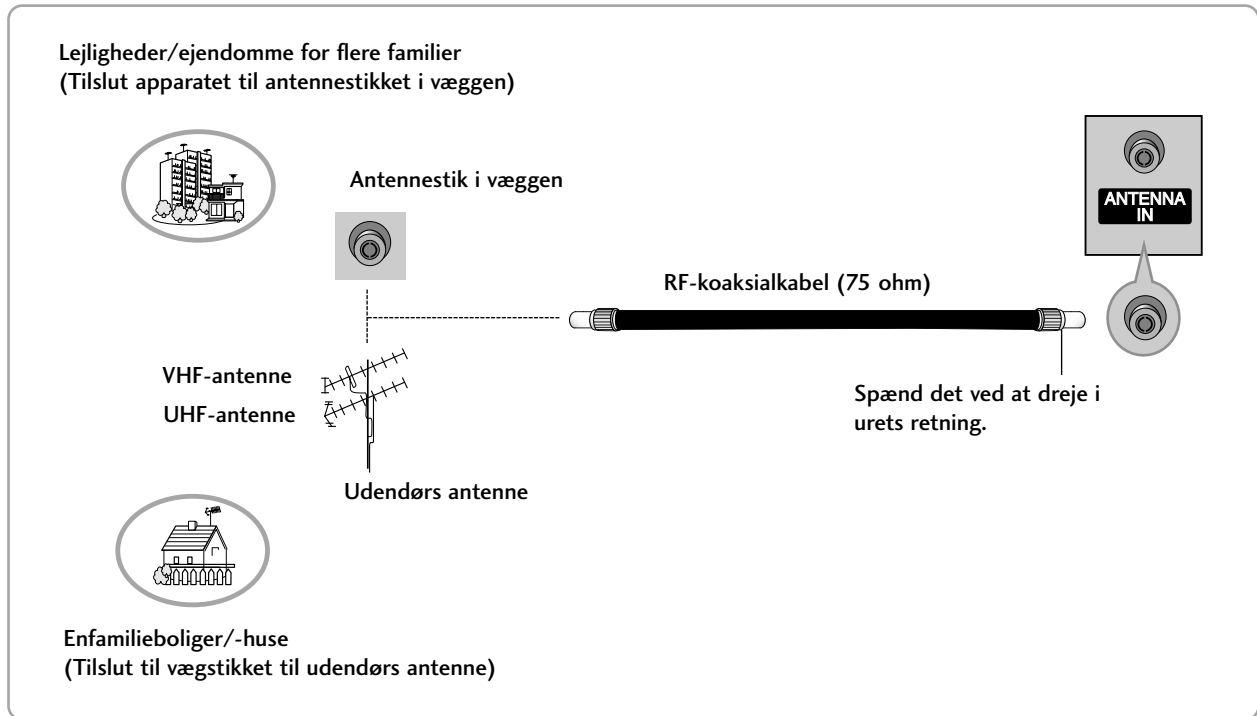 Lejligheder/ejendomme for flere familier
(Tilslut apparatet til antennestikket i væggen)
Antennestik i væggen
ANTENNA
IN
RF-koaksialkabel (75 ohm)
VHF-antenne
UHF-antenne
Spænd det ved at dreje i
urets retning.
Udendørs antenne
Enfamilieboliger/-huse
(Tilslut til vægstikket til udendørs antenne)